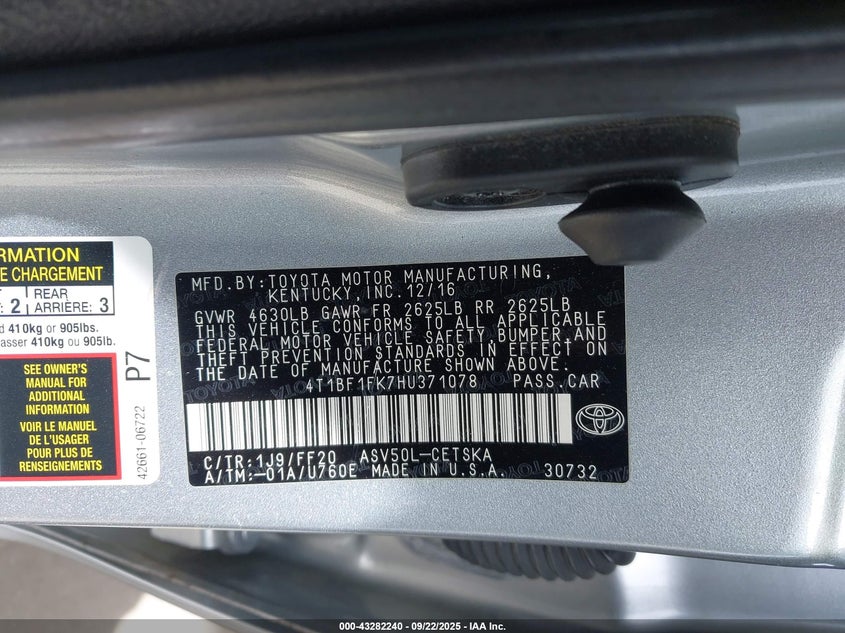 RMATION
E CHARGEMENT
T 2 REAR
: ARRIÈRE: 3
d 410kg or 905lbs.
asser 410kg ou 905lb.
SEE OWNER'S
MANUAL FOR
ADDITIONAL
INFORMATION
VOIR LE MANUEL
DE L'USAGER
POUR PLUS DE
RENSEIGNEMENTS
P7
42661-06722
MFD.BY:TOYOTA MOTOR MANUFACTURING,
KENTUCKY,INC.12/16
GVWR 4630LB GAWR FR 2625LB RR 2625LB
THIS VEHICLE CONFORMS TO ALL APPLICABLE
FEDERAL MOTOR VEHICLE SAFETY,BUMPER,AND
THEFT PREVENTION STANDARDS IN EFFECT ON
THE DATE OF MANUFACTURE SHOWN ABOVE.
4T1BF1FK7HU371078 PASS.CAR
C/TR:1J9/FF20 ASV50L-CETSKA
A/TM:-01A/U760E MADE IN U.S.A. 30732
000-43282240 - 09/22/2025 - IAA Inc.